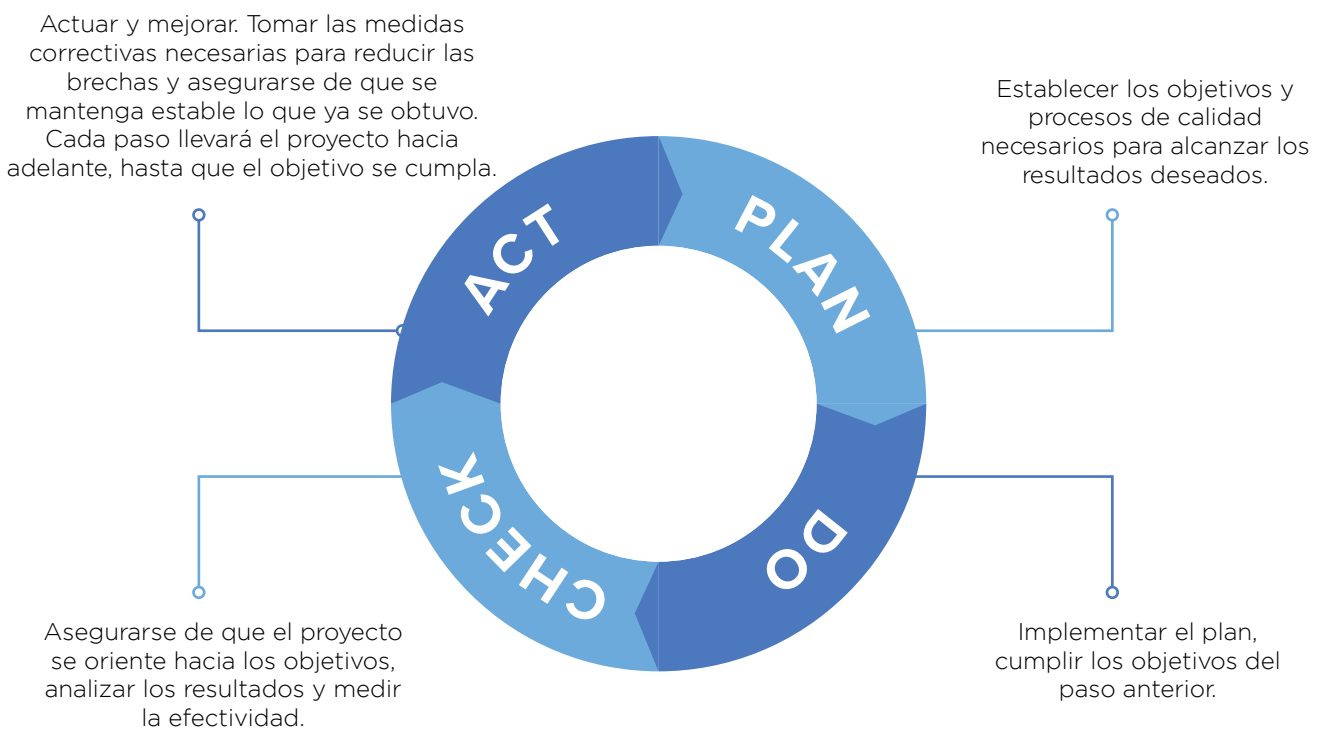 Actuar y mejorar. Tomar las medidas
correctivas necesarias para reducir las
brechas y asegurarse de que se
mantenga estable lo que ya se obtuvo.
Cada paso llevará el proyecto hacia
adelante, hasta que el objetivo se cumpla.
Establecer los objetivos y
procesos de calidad
necesarios para alcanzar los
resultados deseados.
ACT
PLAN
CHECK
DO
Asegurarse de que el proyecto
se oriente hacia los objetivos,
analizar los resultados y medir
la efectividad.
Implementar el plan,
cumplir los objetivos del
paso anterior.